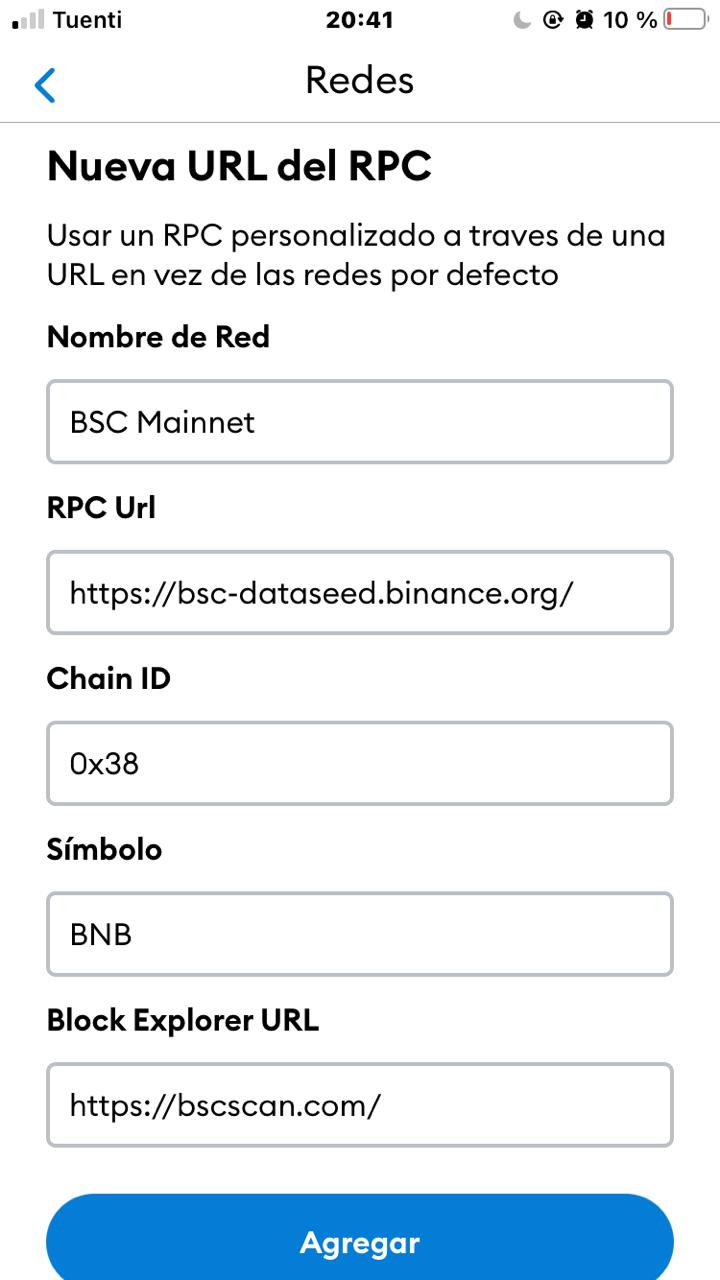 Tuenti 20:41 10 %
Redes
Nueva URL del RPC
Usar un RPC personalizado a traves de una
URL en vez de las redes por defecto
Nombre de Red
BSC Mainnet
RPC Url
https://bsc-dataseed.binance.org/
Chain ID
0x38
Símbolo
BNB
Block Explorer URL
https://bscscan.com/
Agregar